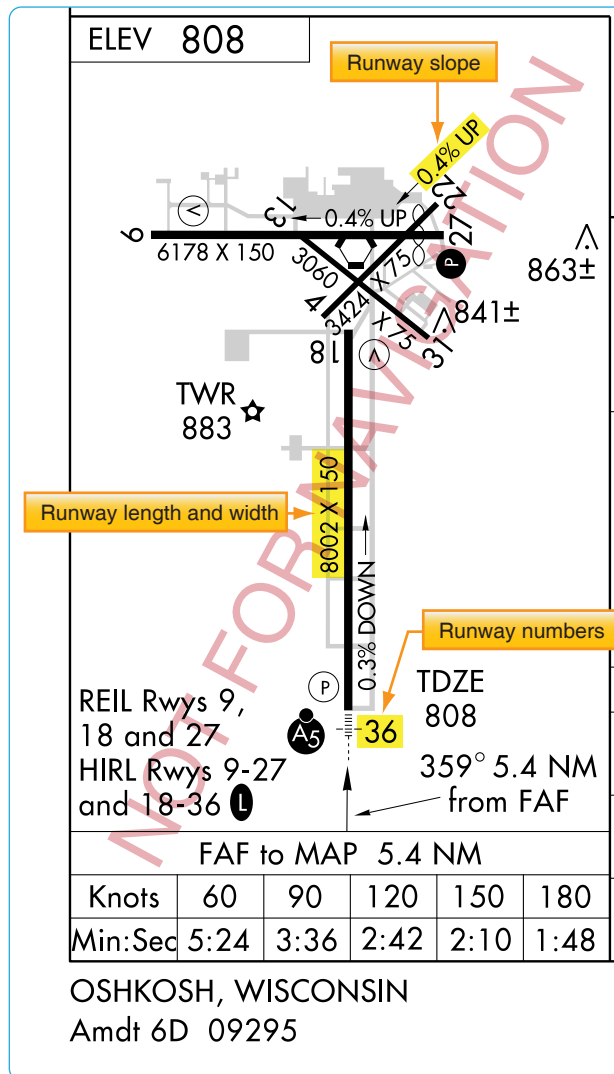 ELEV 808
Runway slope
0.4% UP
22
13
0.4% UP
V
9
27
6178 X 150
P
863±
3060
X 75
4
3424 X 75
841±
31
18
V
TWR
883
Runway length and width
8002 X 150
0.3% DOWN
Runway numbers
P
TDZE
808
REIL Rwys 9,
18 and 27
A5
36
HIRL Rwys 9-27
and 18-36 L
359° 5.4 NM
from FAF
FAF to MAP 5.4 NM
Knots 60 90 120 150 180
Min:Sec 5:24 3:36 2:42 2:10 1:48
OSHKOSH, WISCONSIN
Amdt 6D 09295
NOT FOR NAVIGATION